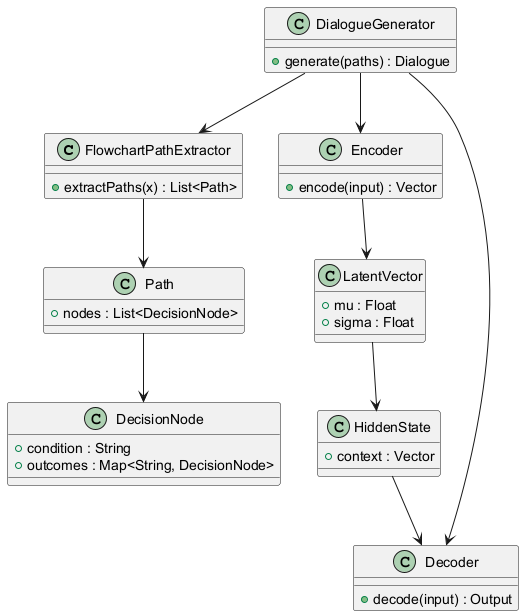 C DialogueGenerator
generate(paths) : Dialogue
C FlowchartPathExtractor
extractPaths(x) : List<Path>
C Encoder
encode(input) : Vector
C Path
nodes : List<DecisionNode>
C LatentVector
mu : Float
sigma : Float
C DecisionNode
condition : String
outcomes : Map<String, DecisionNode>
C HiddenState
context : Vector
C Decoder
decode(input) : Output